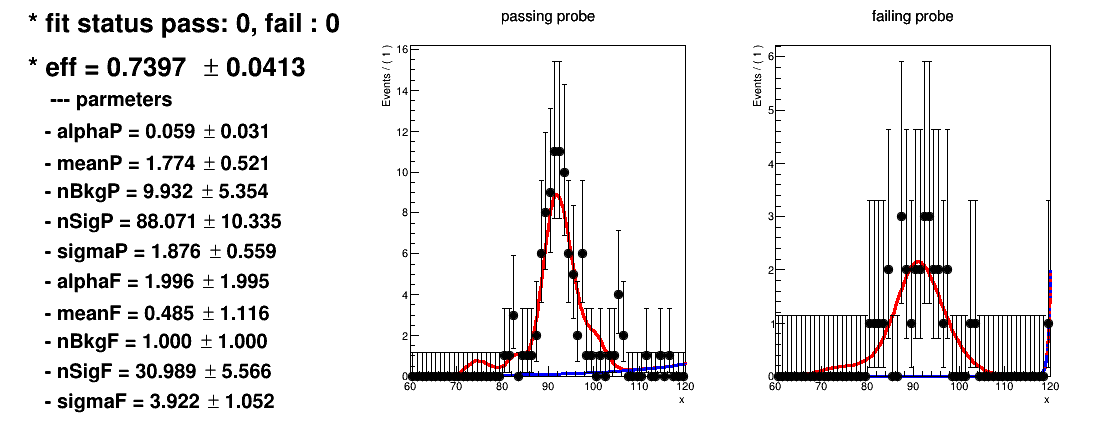 * fit status pass: 0, fail : 0
* eff = 0.7397 ± 0.0413
--- parmeters
- alphaP = 0.059 ± 0.031
- meanP = 1.774 ± 0.521
- nBkgP = 9.932 ± 5.354
- nSigP = 88.071 ± 10.335
- sigmaP = 1.876 ± 0.559
- alphaF = 1.996 ± 1.995
- meanF = 0.485 ± 1.116
- nBkgF = 1.000 ± 1.000
- nSigF = 30.989 ± 5.566
- sigmaF = 3.922 ± 1.052
passing probe
Events / ( 1 )
16
14
12
10
8
6
4
2
0
60 70 80 90 100 110 120
x
failing probe
Events / ( 1 )
6
5
4
3
2
1
0
60 70 80 90 100 110 120
x